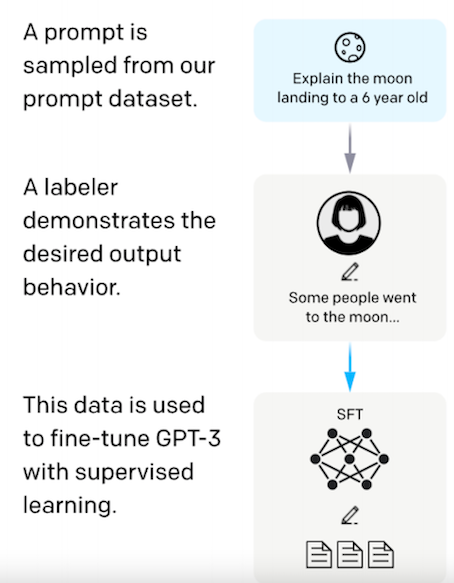 A prompt is
sampled from our
prompt dataset.
Explain the moon
landing to a 6 year old
A labeler
demonstrates the
desired output
behavior.
Some people went
to the moon...
This data is used
to fine-tune GPT-3
with supervised
learning.
SFT